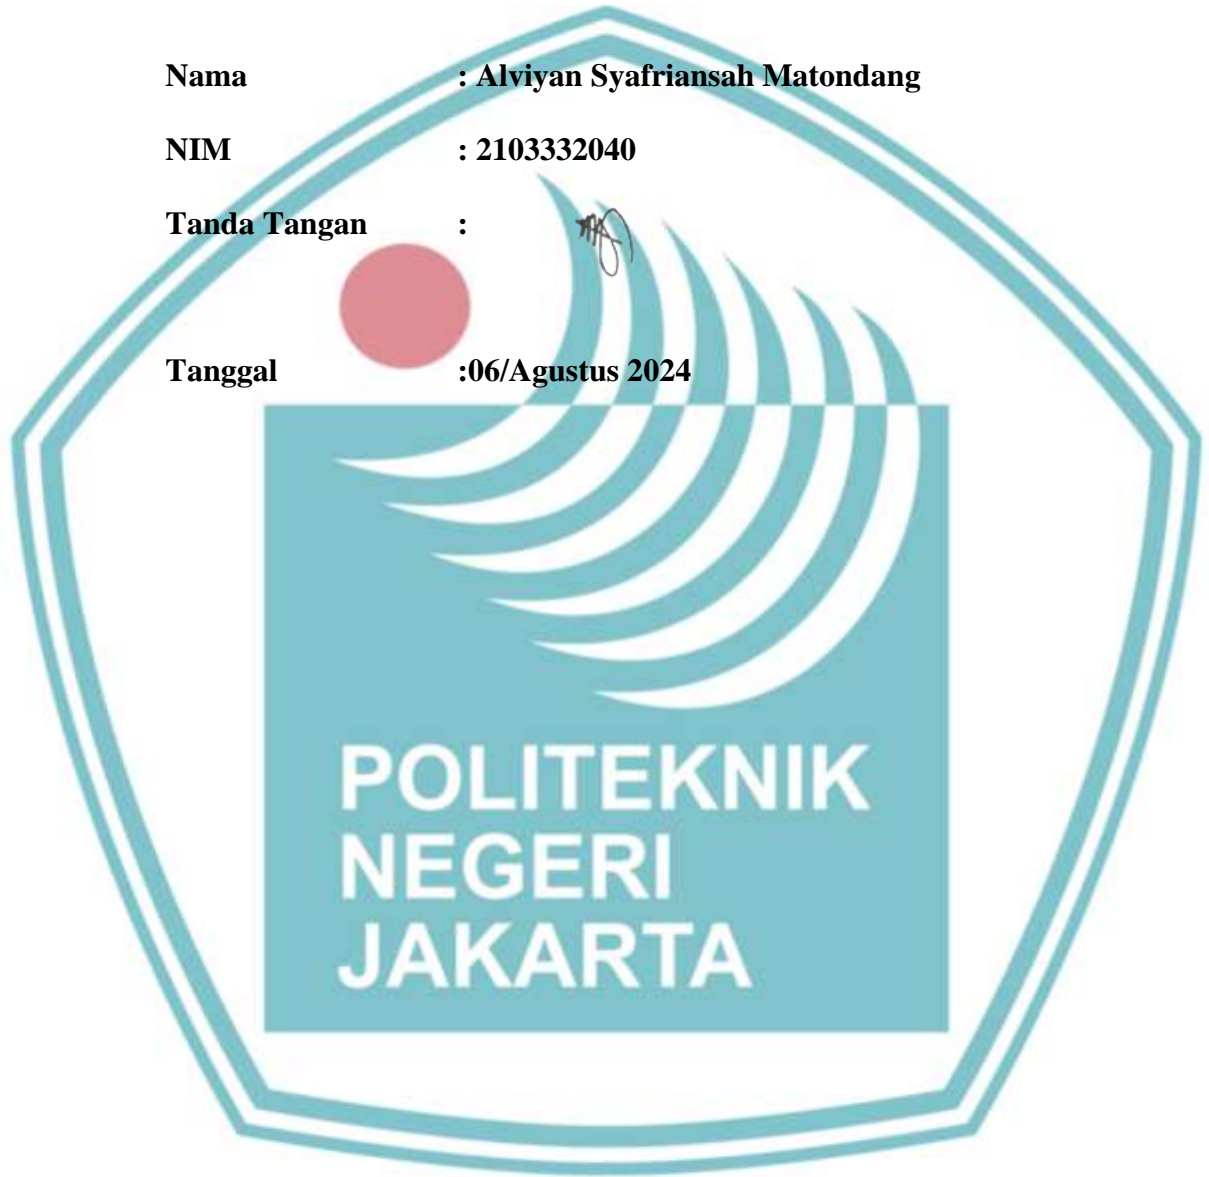 Nama : Alviyan Syafriansah Matondang
NIM : 2103332040
Tanda Tangan :
Tanggal :06/Agustus 2024
POLITEKNIK
NEGERI
JAKARTA